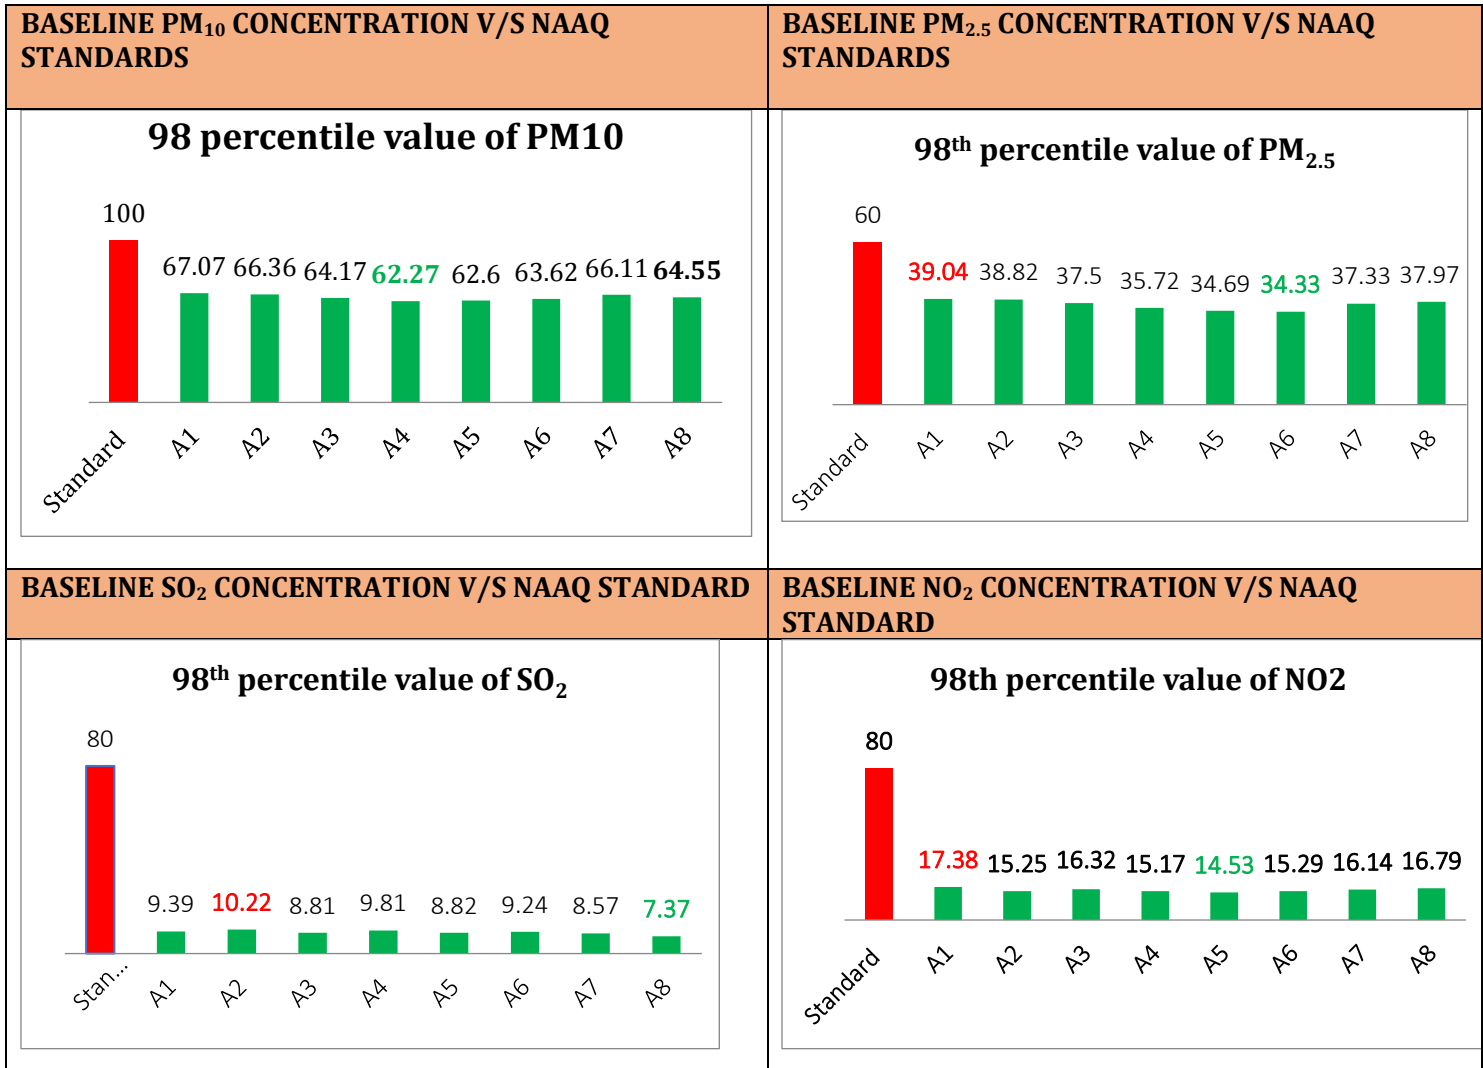 BASELINE PM₁₀ CONCENTRATION V/S NAAQ
STANDARDS
98 percentile value of PM10
100
67.07 66.36 64.17 62.27 62.6 63.62 66.11 64.55
Standard A1 A2 A3 A4 A5 A6 A7 A8
BASELINE PM₂.₅ CONCENTRATION V/S NAAQ
STANDARDS
98ᵗʰ percentile value of PM₂.₅
60
39.04 38.82 37.5 35.72 34.69 34.33 37.33 37.97
Standard A1 A2 A3 A4 A5 A6 A7 A8
BASELINE SO₂ CONCENTRATION V/S NAAQ STANDARD
98ᵗʰ percentile value of SO₂
80
9.39 10.22 8.81 9.81 8.82 9.24 8.57 7.37
Stan... A1 A2 A3 A4 A5 A6 A7 A8
BASELINE NO₂ CONCENTRATION V/S NAAQ
STANDARD
98th percentile value of NO2
80
17.38 15.25 16.32 15.17 14.53 15.29 16.14 16.79
Standard A1 A2 A3 A4 A5 A6 A7 A8